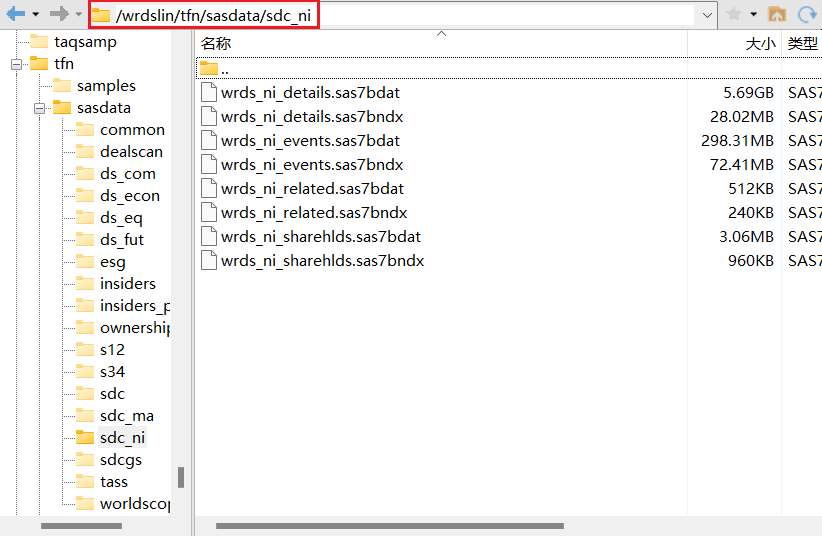 /wrdslin/tfn/sasdata/sdc_ni
taqsamp
tfn
samples
sasdata
common
dealscan
ds_com
ds_econ
ds_eq
ds_fut
esg
insiders
insiders_p
ownership
s12
s34
sdc
sdc_ma
sdc_ni
sdcgs
tass
worldscop
名称 大小 类型
..
wrds_ni_details.sas7bdat 5.69GB SAS7
wrds_ni_details.sas7bndx 28.02MB SAS7
wrds_ni_events.sas7bdat 298.31MB SAS7
wrds_ni_events.sas7bndx 72.41MB SAS7
wrds_ni_related.sas7bdat 512KB SAS7
wrds_ni_related.sas7bndx 240KB SAS7
wrds_ni_sharehlds.sas7bdat 3.06MB SAS7
wrds_ni_sharehlds.sas7bndx 960KB SAS7